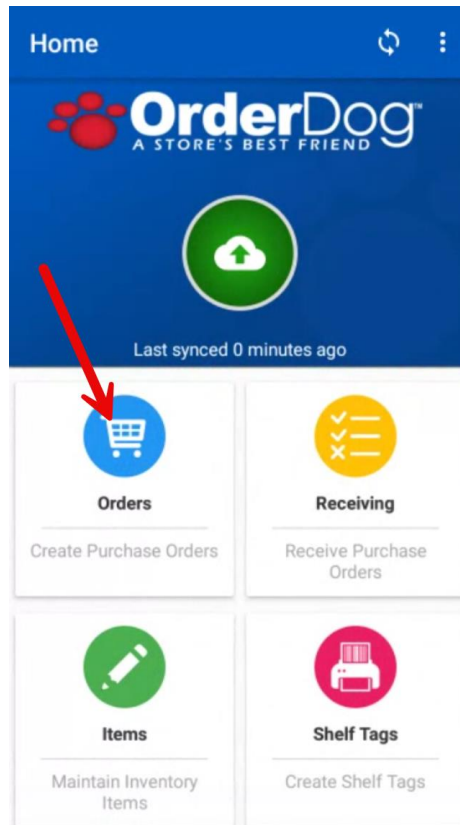 Home
OrderDog™
A STORE'S BEST FRIEND
Last synced 0 minutes ago
Orders
Create Purchase Orders
Receiving
Receive Purchase
Orders
Items
Maintain Inventory
Items
Shelf Tags
Create Shelf Tags